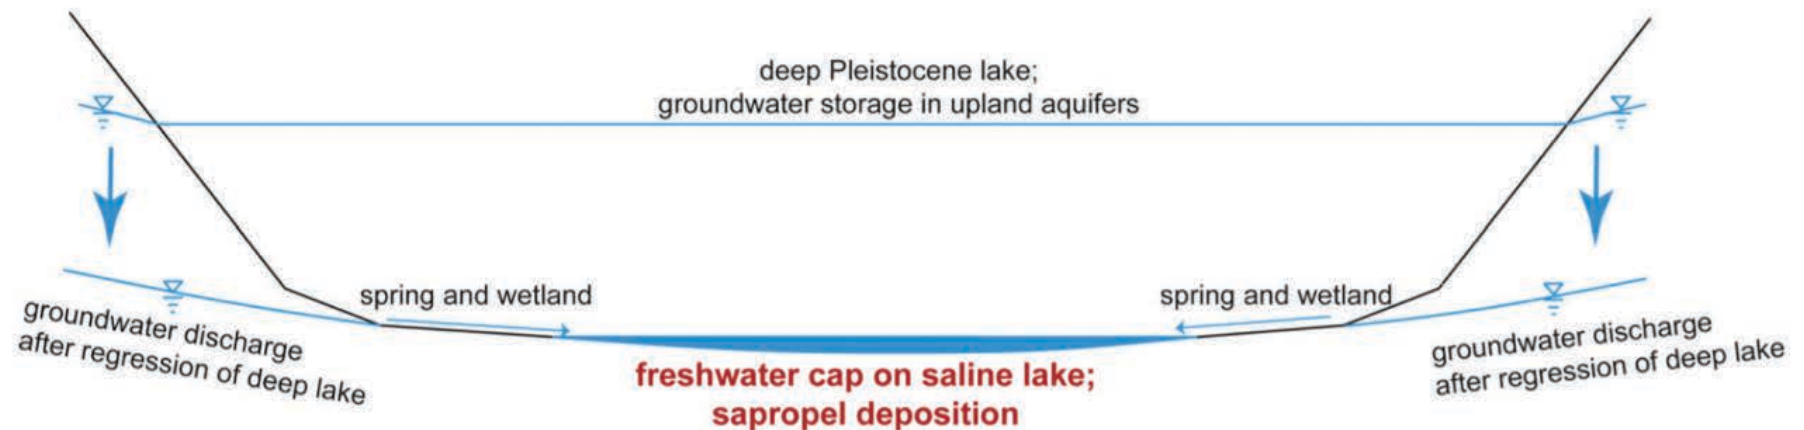 deep Pleistocene lake;
groundwater storage in upland aquifers
spring and wetland
spring and wetland
groundwater discharge
after regression of deep lake
freshwater cap on saline lake;
sapropel deposition
groundwater discharge
after regression of deep lake